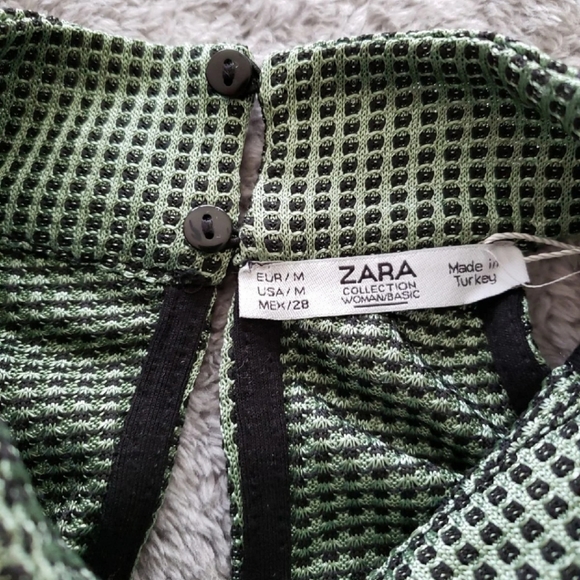 EUR/M
USA/M
MEX/28
ZARA
COLLECTION
WOMAN/BASIC
Made in
Turkey